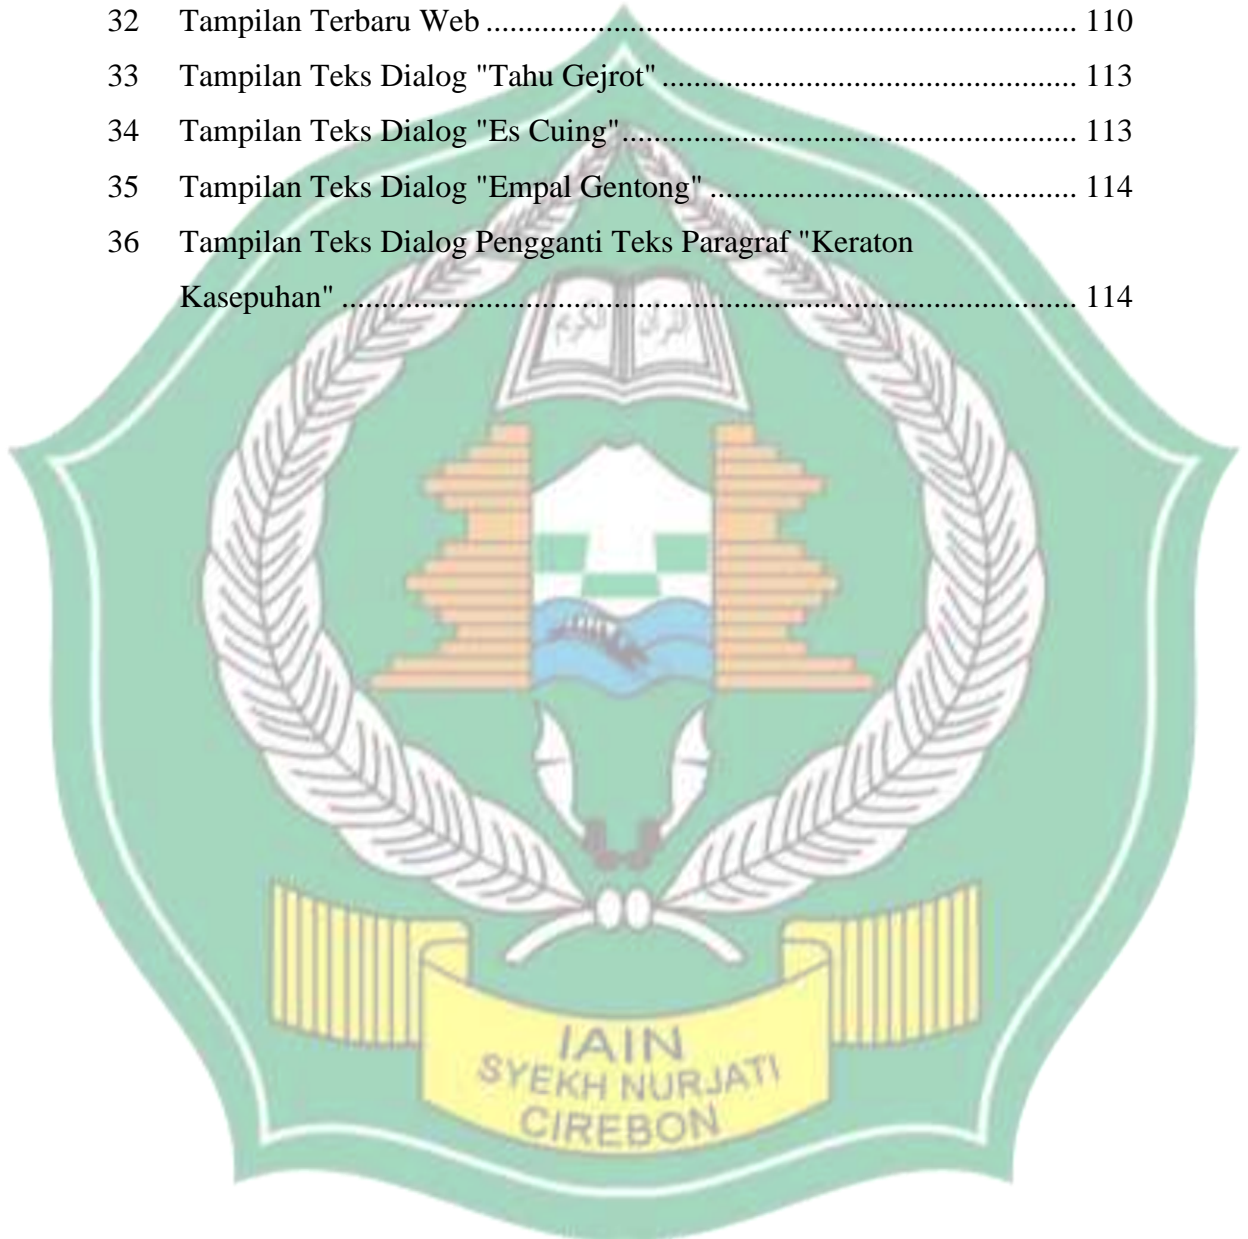 32 Tampilan Terbaru Web ........................................................................ 110
33 Tampilan Teks Dialog "Tahu Gejrot" .................................................. 113
34 Tampilan Teks Dialog "Es Cuing"....................................................... 113
35 Tampilan Teks Dialog "Empal Gentong" ............................................ 114
36 Tampilan Teks Dialog Pengganti Teks Paragraf "Keraton
Kasepuhan" ......................................................................................... 114
القرآن الكريم
IAIN
SYEKH NURJATI
CIREBON